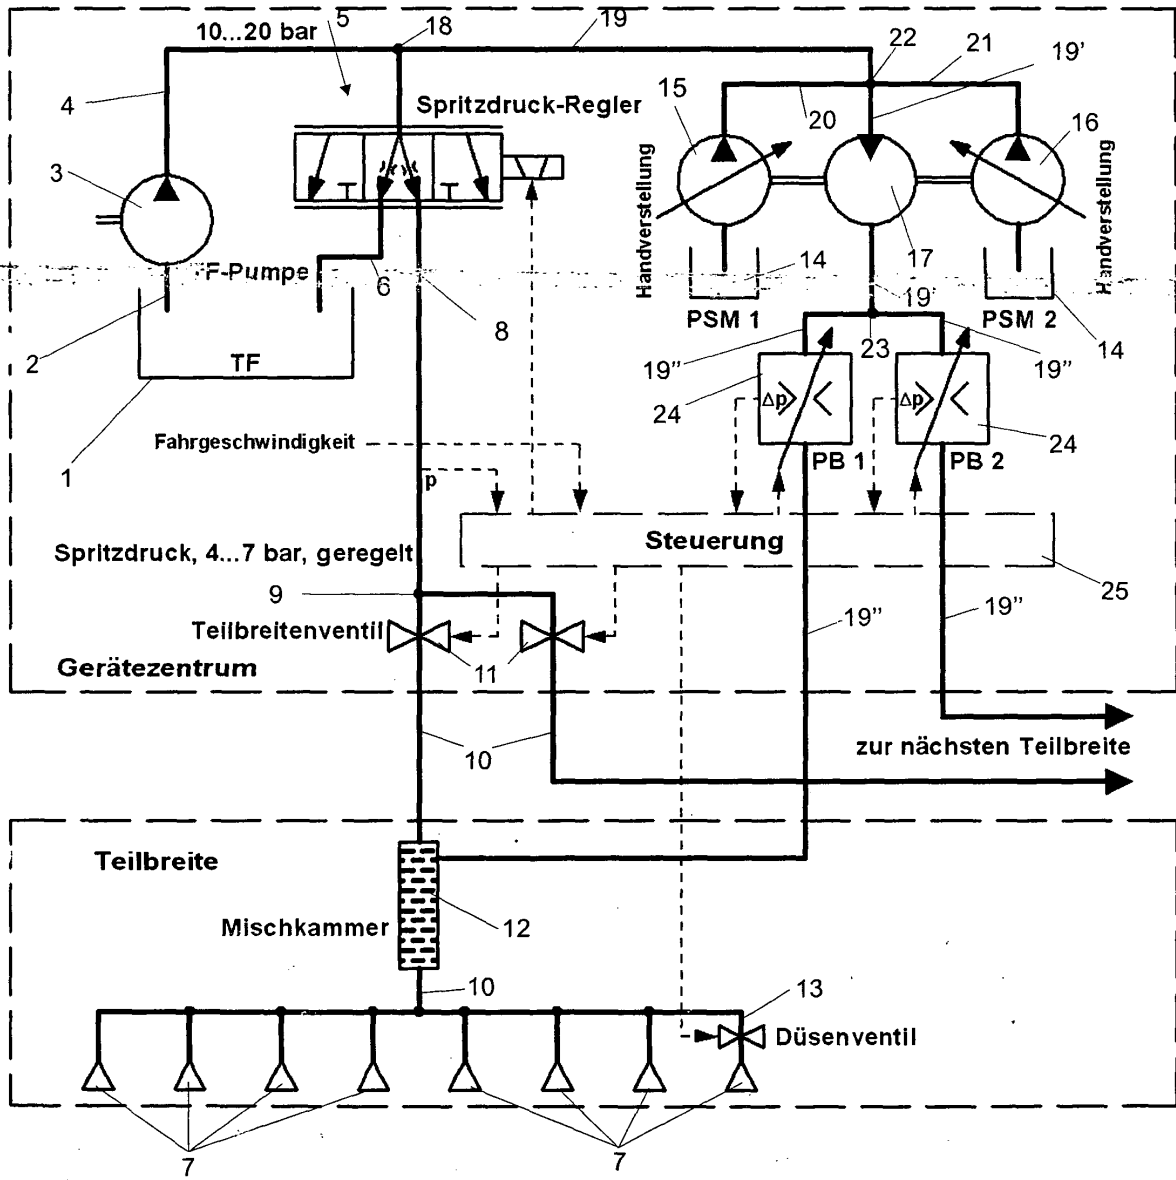 5
18
19
10...20 bar
22
21
19'
4
15
20
16
Spritzdruck-Regler
3
Handverstellung
Handverstellung
F-Pumpe
6
14
17
19'
8
PSM 1
PSM 2
2
TF
23
14
19”
19”
24
Δp
Δp
Fahrgeschwindigkeit
24
1
p
PB 1
PB 2
Steuerung
Spritzdruck, 4...7 bar, geregelt
25
9
19”
19”
Teilbreitenventil
11
Gerätezentrum
10
zur nächsten Teilbreite
Teilbreite
Mischkammer
12
10
13
Düsenventil
7
7